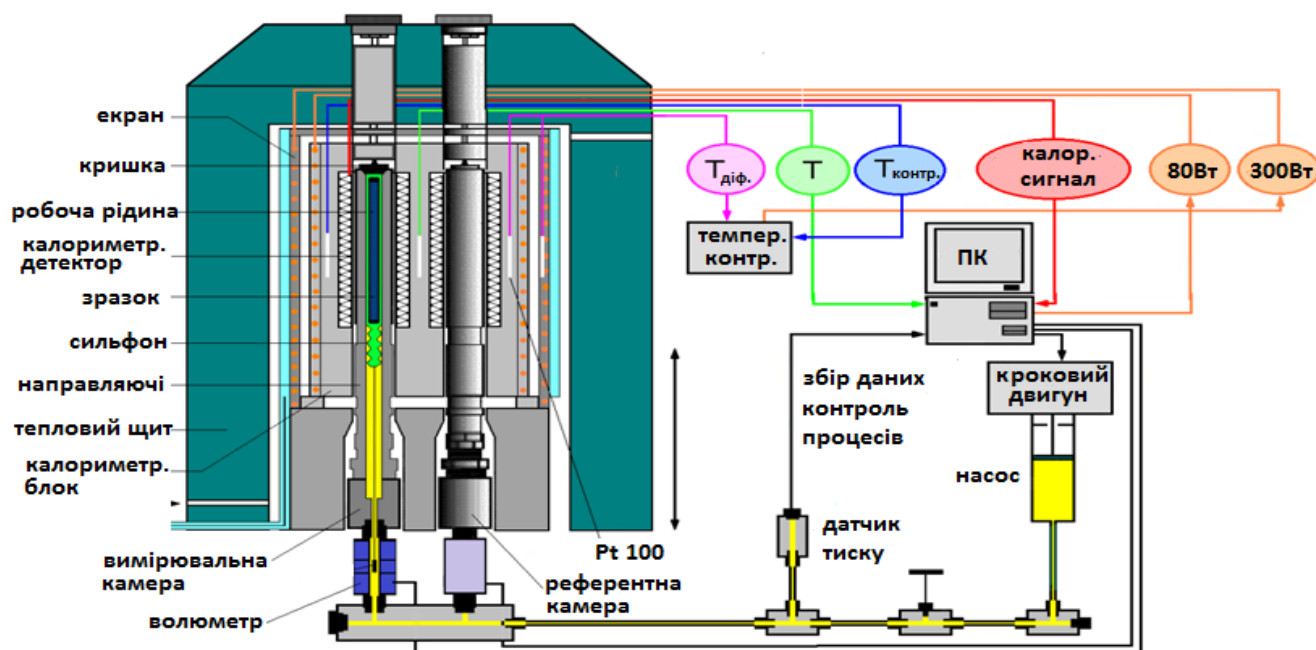 екран
кришка
робоча рідина
калориметр.
детектор
зразок
сильфон
направляючі
тепловий щит
калориметр.
блок
вимірювальна
камера
волюметр
Pt 100
референтна
камера
Tдіф.
T
Tконтр.
калор.
сигнал
80Вт
300Вт
темпер.
контр.
ПК
збір даних
контроль
процесів
кроковий
двигун
насос
датчик
тиску